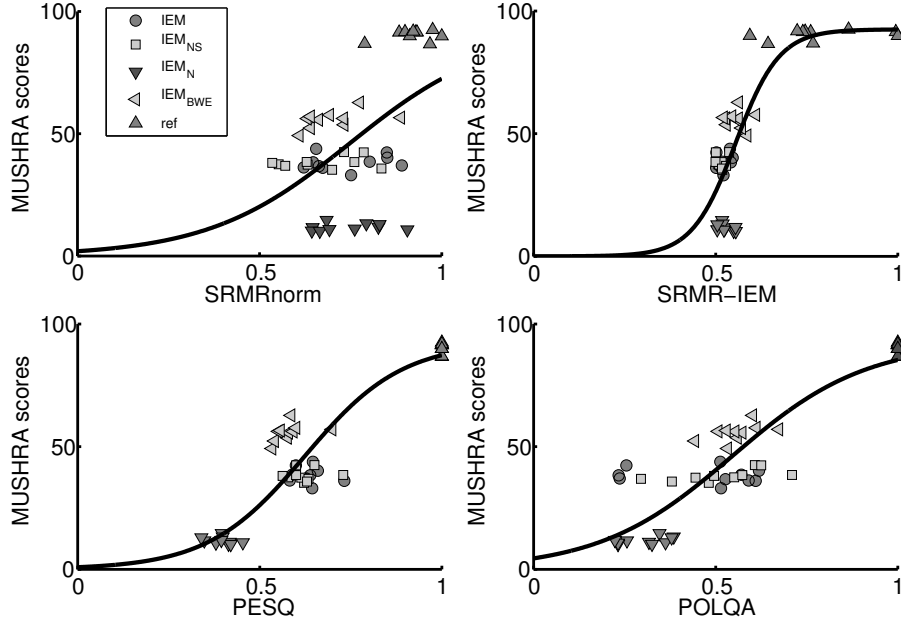 100
50
0
MUSHRA scores
IEM
IEM_NS
IEM_N
IEM_BWE
ref
0
0.5
1
SRMRnorm
100
50
0
MUSHRA scores
0
0.5
1
SRMR−IEM
100
50
0
MUSHRA scores
0
0.5
1
PESQ
100
50
0
MUSHRA scores
0
0.5
1
POLQA